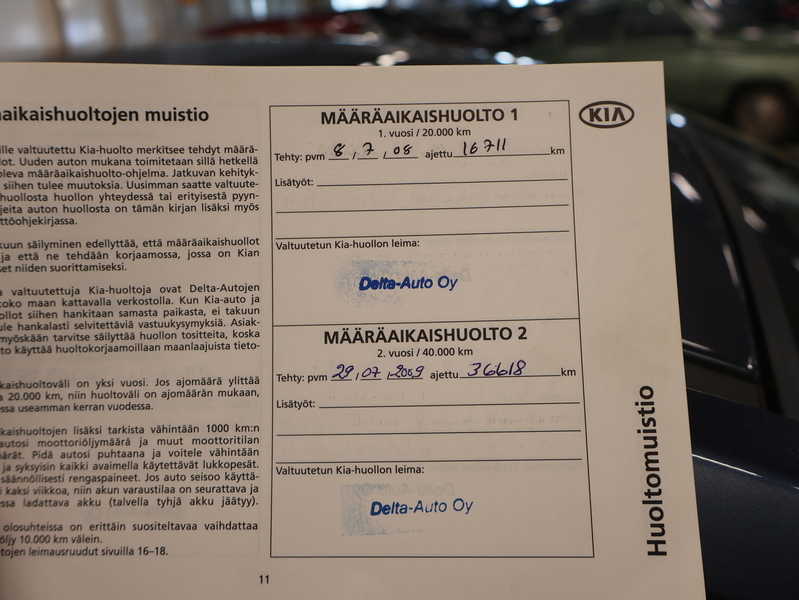 aikaishuoltojen muistio
ille valtuutettu Kia-huolto merkitsee tehdyt määrä-
lot. Uuden auton mukana toimitetaan sillä hetkellä
oleva määräaikaishuolto-ohjelma. Jatkuvan kehityk-
siihen tulee muutoksia. Uusimman saatte valtuute-
huollosta huollon yhteydessä tai erityisestä pyyn-
jeita auton huollosta on tämän kirjan lisäksi myös
ttöohjekirjassa.
kuun säilyminen edellyttää, että määräaikaishuollot
ja että ne tehdään korjaamossa, jossa on Kian
set niiden suorittamiseksi.
a valtuutettuja Kia-huoltoja ovat Delta-Autojen
koko maan kattavalla verkostolla. Kun Kia-auto ja
ollot siihen hankitaan samasta paikasta, ei takuun
ule hankalasti selvitettäviä vastuukysymyksiä. Asiak-
myöskään tarvitse säilyttää huollon tositteita, koska
to käyttää huoltokorjaamoillaan maanlaajuista tieto-
kaishuoltoväli on yksi vuosi. Jos ajomäärä ylittää
a 20.000 km, niin huoltoväli on ajomäärän mukaan,
essa useamman kerran vuodessa.
kaishuoltojen lisäksi tarkista vähintään 1000 km:n
autosi moottoriöljymäärä ja muut moottoritilan
äärät. Pidä autosi puhtaana ja voitele vähintään
ja syksyisin kaikki avaimella käytettävät lukkopesät.
säännöllisesti rengaspaineet. Jos auto seisoo käyttä-
i kaksi viikkoa, niin akun varaustilaa on seurattava ja
essa ladattava akku (talvella tyhjä akku jäätyy).
olosuhteissa on erittäin suositeltavaa vaihdattaa
öljy 10.000 km välein.
tojen leimausruudut sivuilla 16–18.
11
MÄÄRÄAIKAISHUOLTO 1
1. vuosi / 20.000 km
Tehty: pvm 8 , 7 , 08 ajettu 16711 km
Lisätyöt:
Valtuutetun Kia-huollon leima:
Delta-Auto Oy
MÄÄRÄAIKAISHUOLTO 2
2. vuosi / 40.000 km
Tehty: pvm 29 , 07 , 2009 ajettu 36618 km
Lisätyöt:
Valtuutetun Kia-huollon leima:
Delta-Auto Oy
KIA
Huoltomuistio